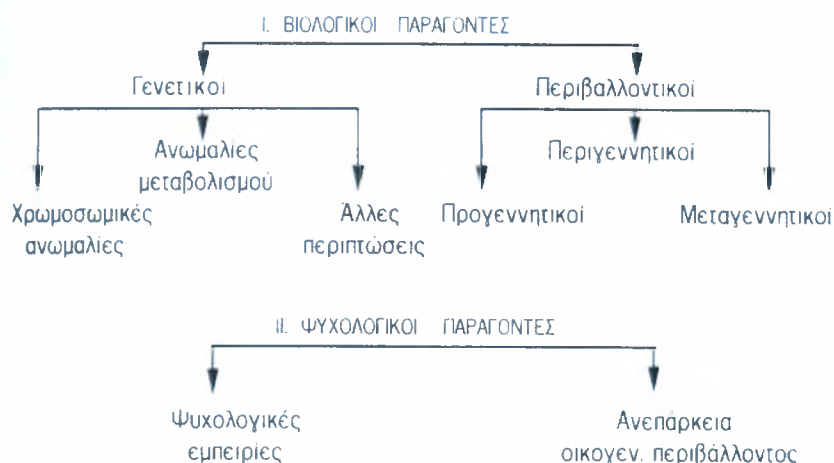 Ι. ΒΙΟΛΟΓΙΚΟΙ ΠΑΡΑΓΟΝΤΕΣ
Γενετικοί
Περιβαλλοντικοί
Ανωμαλίες
μεταβολισμού
Περιγεννητικοί
Χρωμοσωμικές
ανωμαλίες
Άλλες
περιπτώσεις
Προγεννητικοί
Μεταγεννητικοί
ΙΙ. ΨΥΧΟΛΟΓΙΚΟΙ ΠΑΡΑΓΟΝΤΕΣ
Ψυχολογικές
εμπειρίες
Ανεπάρκεια
οικογεν. περιβάλλοντος